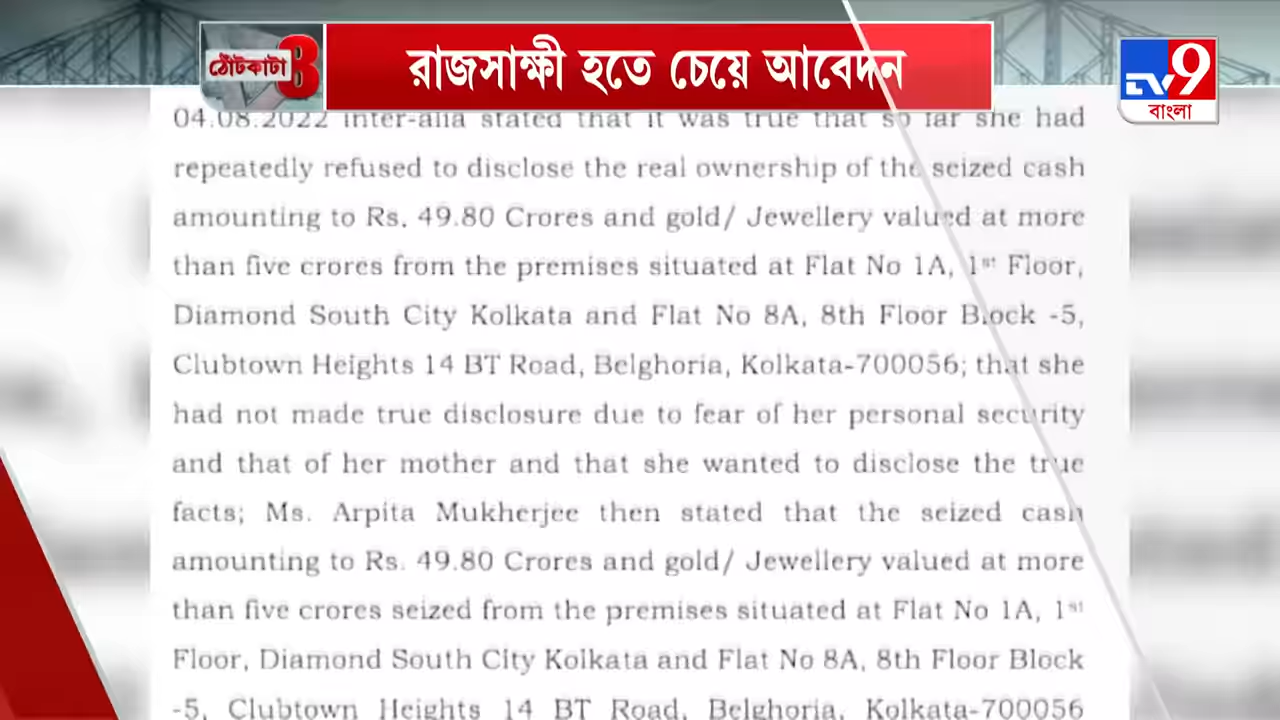 ঠোঁটকাটা 8
রাজসাক্ষী হতে চেয়ে আবেদন
TV9
বাংলা
04.08.2022 inter-alia stated that it was true that so far she had
repeatedly refused to disclose the real ownership of the seized cash
amounting to Rs. 49.80 Crores and gold/ Jewellery valued at more
than five crores from the premises situated at Flat No 1A, 1st Floor,
Diamond South City Kolkata and Flat No 8A, 8th Floor Block -5,
Clubtown Heights 14 BT Road, Belghoria, Kolkata-700056; that she
had not made true disclosure due to fear of her personal security
and that of her mother and that she wanted to disclose the true
facts; Ms. Arpita Mukherjee then stated that the seized cash
amounting to Rs. 49.80 Crores and gold/ Jewellery valued at more
than five crores seized from the premises situated at Flat No 1A, 1st
Floor, Diamond South City Kolkata and Flat No 8A, 8th Floor Block
-5, Clubtown Heights 14 BT Road, Belghoria, Kolkata-700056